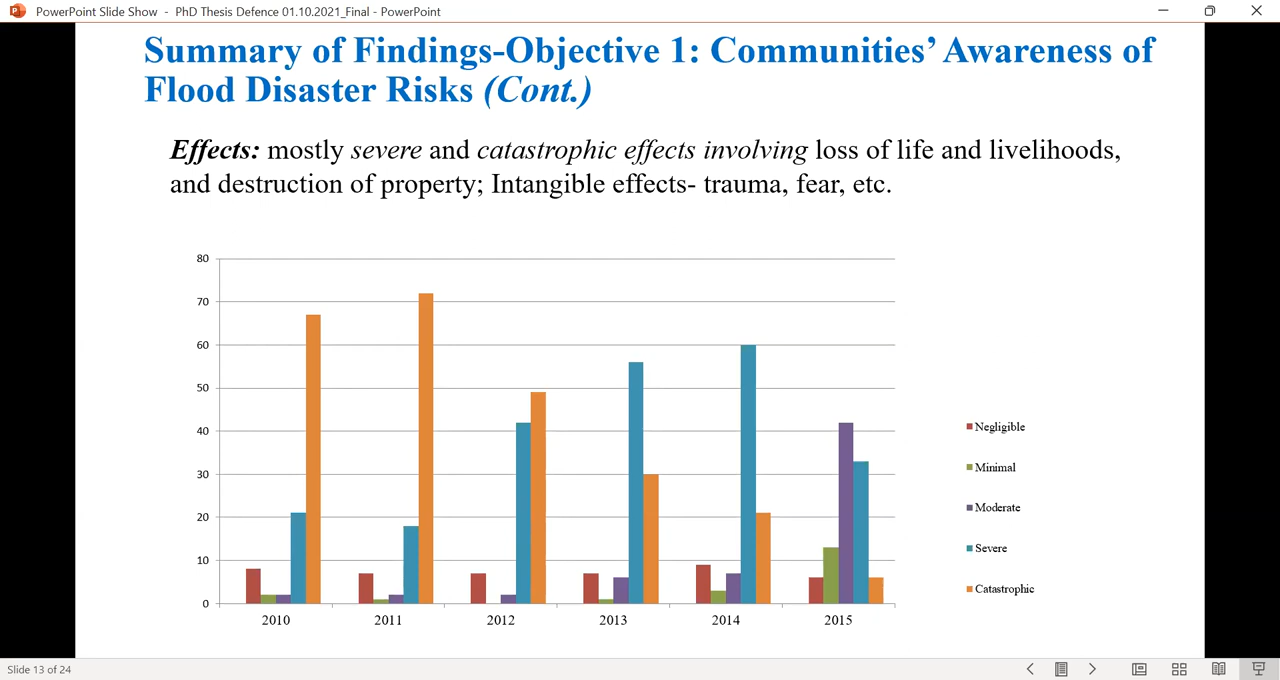 PowerPoint Slide Show - PhD Thesis Defence 01.10.2021_Final - PowerPoint
Summary of Findings-Objective 1: Communities’ Awareness of
Flood Disaster Risks (Cont.)
Effects: mostly severe and catastrophic effects involving loss of life and livelihoods,
and destruction of property; Intangible effects- trauma, fear, etc.
80
70
60
50
40
30
20
10
0
2010 2011 2012 2013 2014 2015
Negligible
Minimal
Moderate
Severe
Catastrophic
Slide 13 of 24